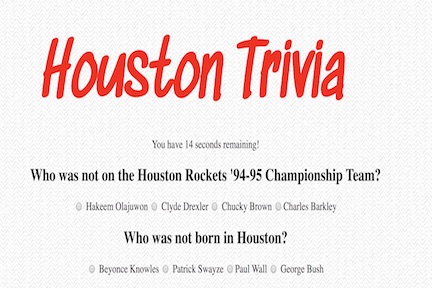 Houston Trivia
You have 14 seconds remaining!
Who was not on the Houston Rockets '94-95 Championship Team?
Hakeem Olajuwon Clyde Drexler Chucky Brown Charles Barkley
Who was not born in Houston?
Beyonce Knowles Patrick Swayze Paul Wall George Bush